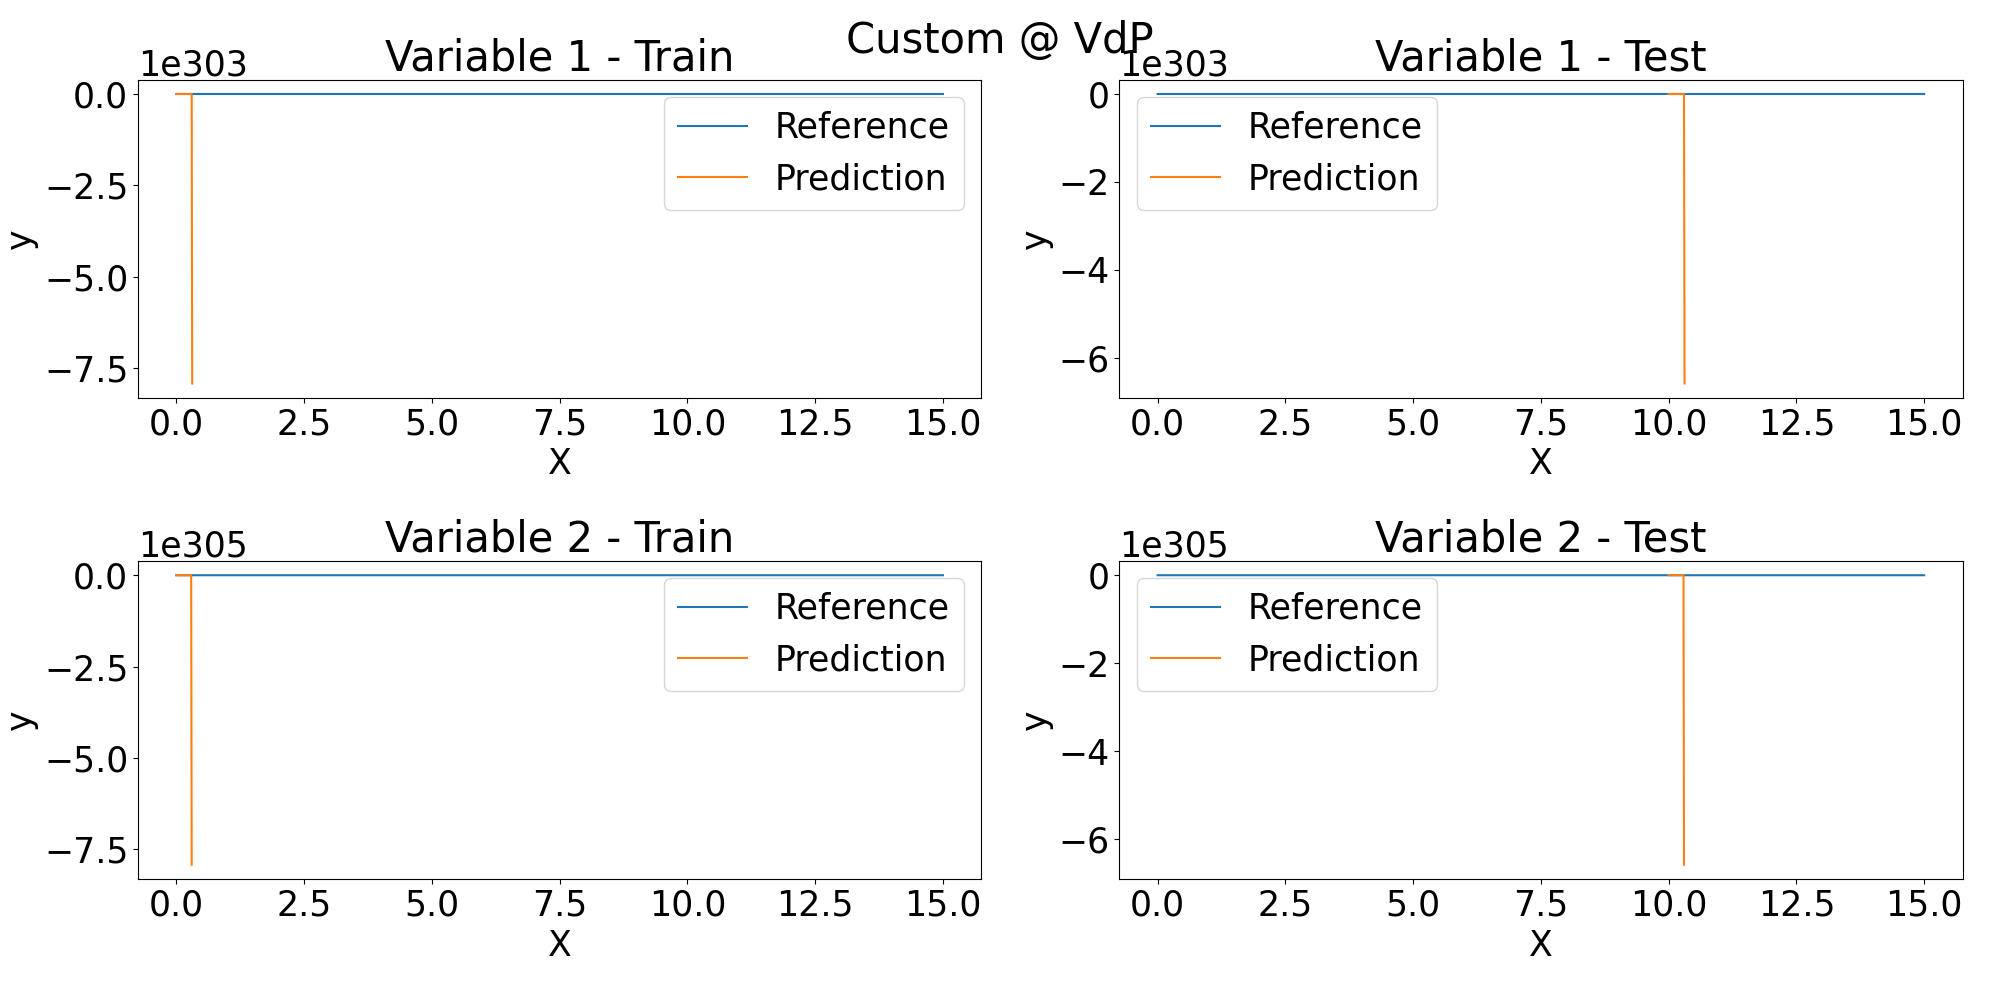 Custom @ VdP
Variable 1 - Train
1e303
0.0
−2.5
−5.0
−7.5
y
Reference
Prediction
0.0 2.5 5.0 7.5 10.0 12.5 15.0
X
Variable 1 - Test
1e303
0
−2
−4
−6
y
Reference
Prediction
0.0 2.5 5.0 7.5 10.0 12.5 15.0
X
Variable 2 - Train
1e305
0.0
−2.5
−5.0
−7.5
y
Reference
Prediction
0.0 2.5 5.0 7.5 10.0 12.5 15.0
X
Variable 2 - Test
1e305
0
−2
−4
−6
y
Reference
Prediction
0.0 2.5 5.0 7.5 10.0 12.5 15.0
X